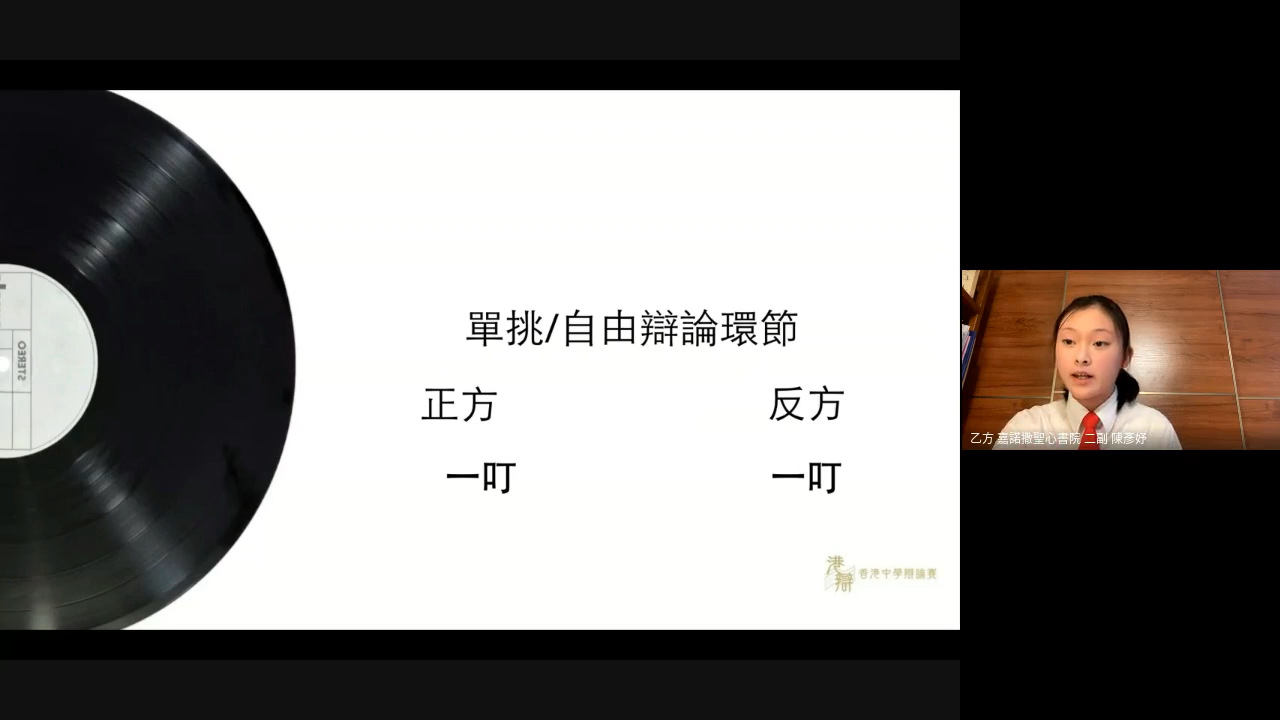 單挑/自由辯論環節
正方
反方
一叮
一叮
STEREO
港辯 香港中學辯論賽
乙方 嘉諾撒聖心書院 二副 陳彥妤